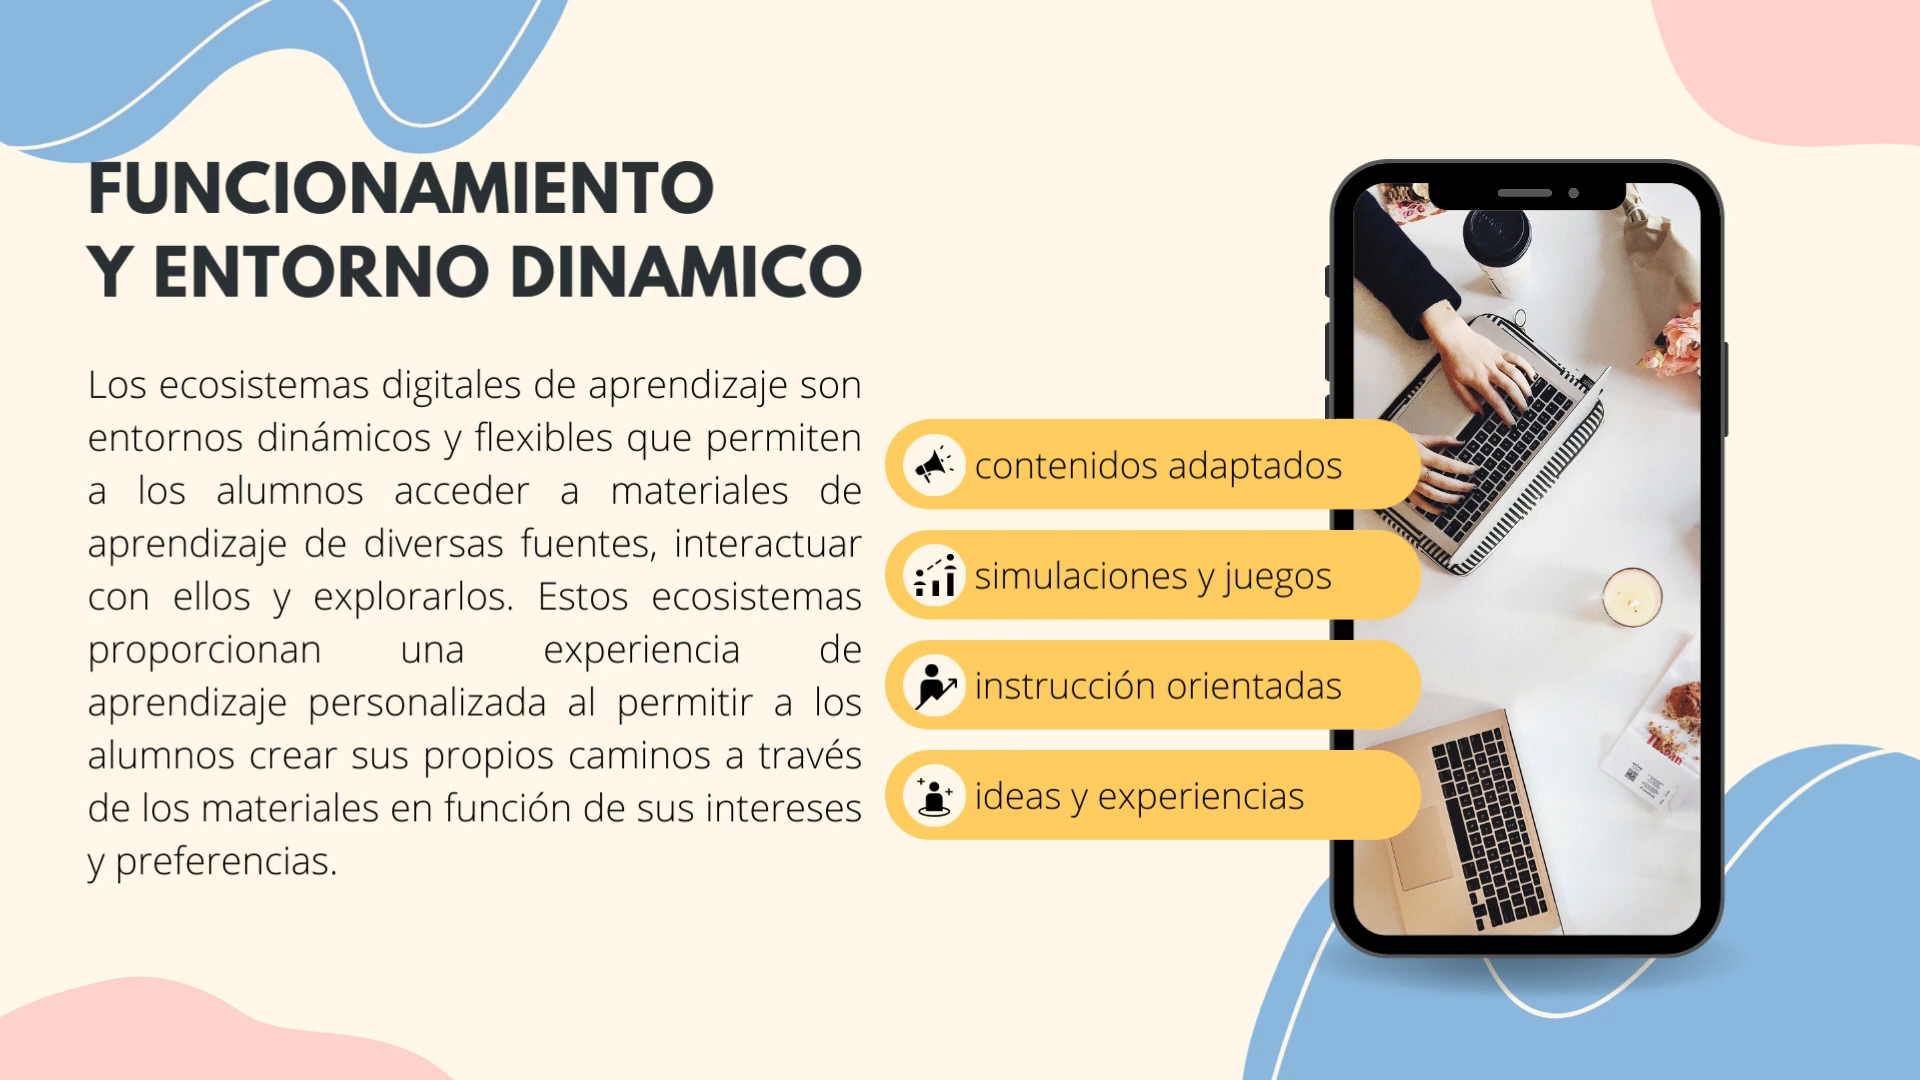 FUNCIONAMIENTO
Y ENTORNO DINAMICO
Los ecosistemas digitales de aprendizaje son
entornos dinámicos y flexibles que permiten
a los alumnos acceder a materiales de
aprendizaje de diversas fuentes, interactuar
con ellos y explorarlos. Estos ecosistemas
proporcionan una experiencia de
aprendizaje personalizada al permitir a los
alumnos crear sus propios caminos a través
de los materiales en función de sus intereses
y preferencias.
contenidos adaptados
simulaciones y juegos
instrucción orientadas
ideas y experiencias